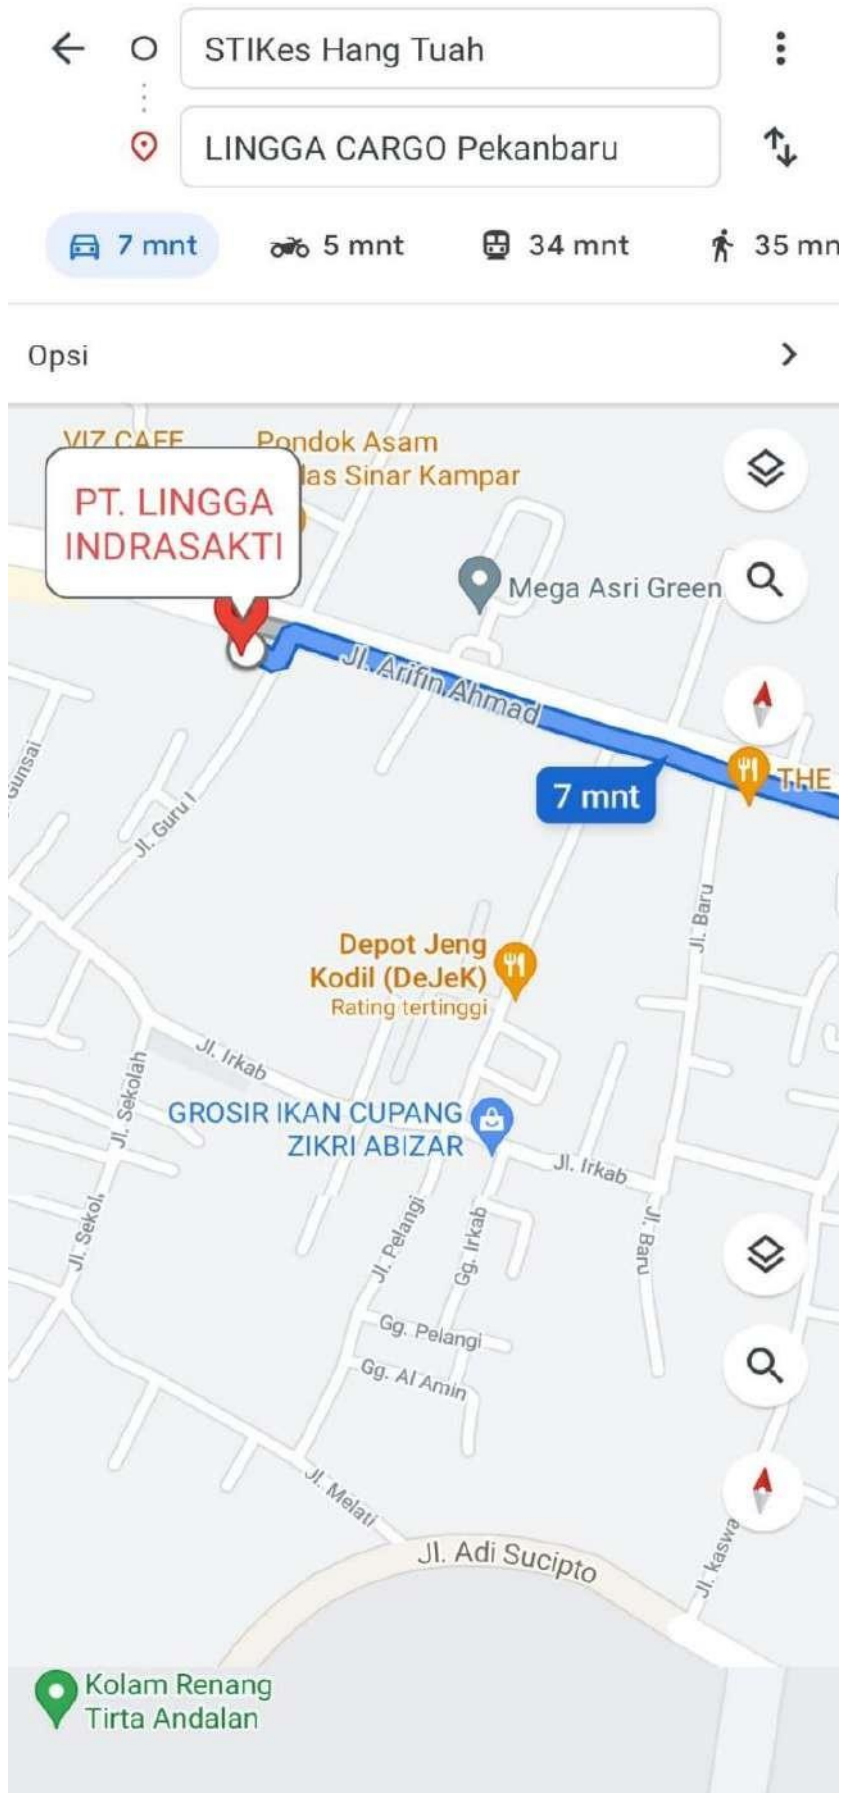 STIKes Hang Tuah
LINGGA CARGO Pekanbaru
7 mnt
5 mnt
34 mnt
35 mn
Opsi
VIZ CAFE
Pondok Asam
las Sinar Kampar
PT. LINGGA
INDRASAKTI
Mega Asri Green
Jl. Arifin Ahmad
THE
7 mnt
Gunsai
Jl. Guru I
Jl. Baru
Depot Jeng
Kodil (DeJeK)
Rating tertinggi
Jl. Irkab
Jl. Sekolah
GROSIR IKAN CUPANG
ZIKRI ABIZAR
Jl. Irkab
Jl. Sekol
Jl. Pelangi
Gg. Irkab
Jl. Baru
Gg. Pelangi
Gg. Al Amin
Jl. Melati
Jl. Adi Sucipto
Jl. kaswa
Kolam Renang
Tirta Andalan